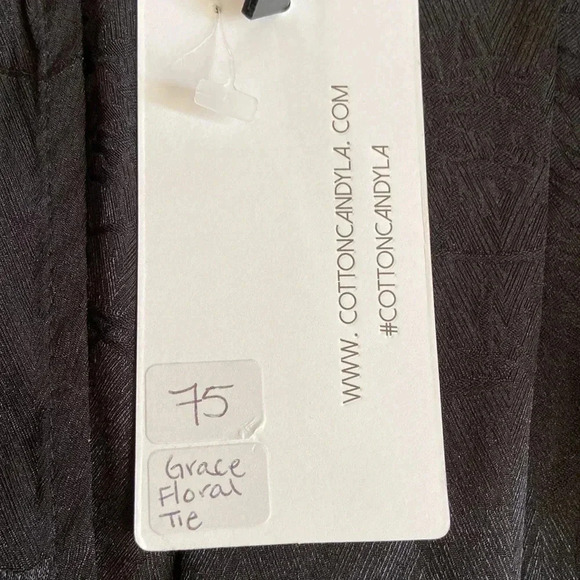 WWW. COTTONCANDYLA. COM
#COTTONCANDYLA
75
Grace
Floral
Tie